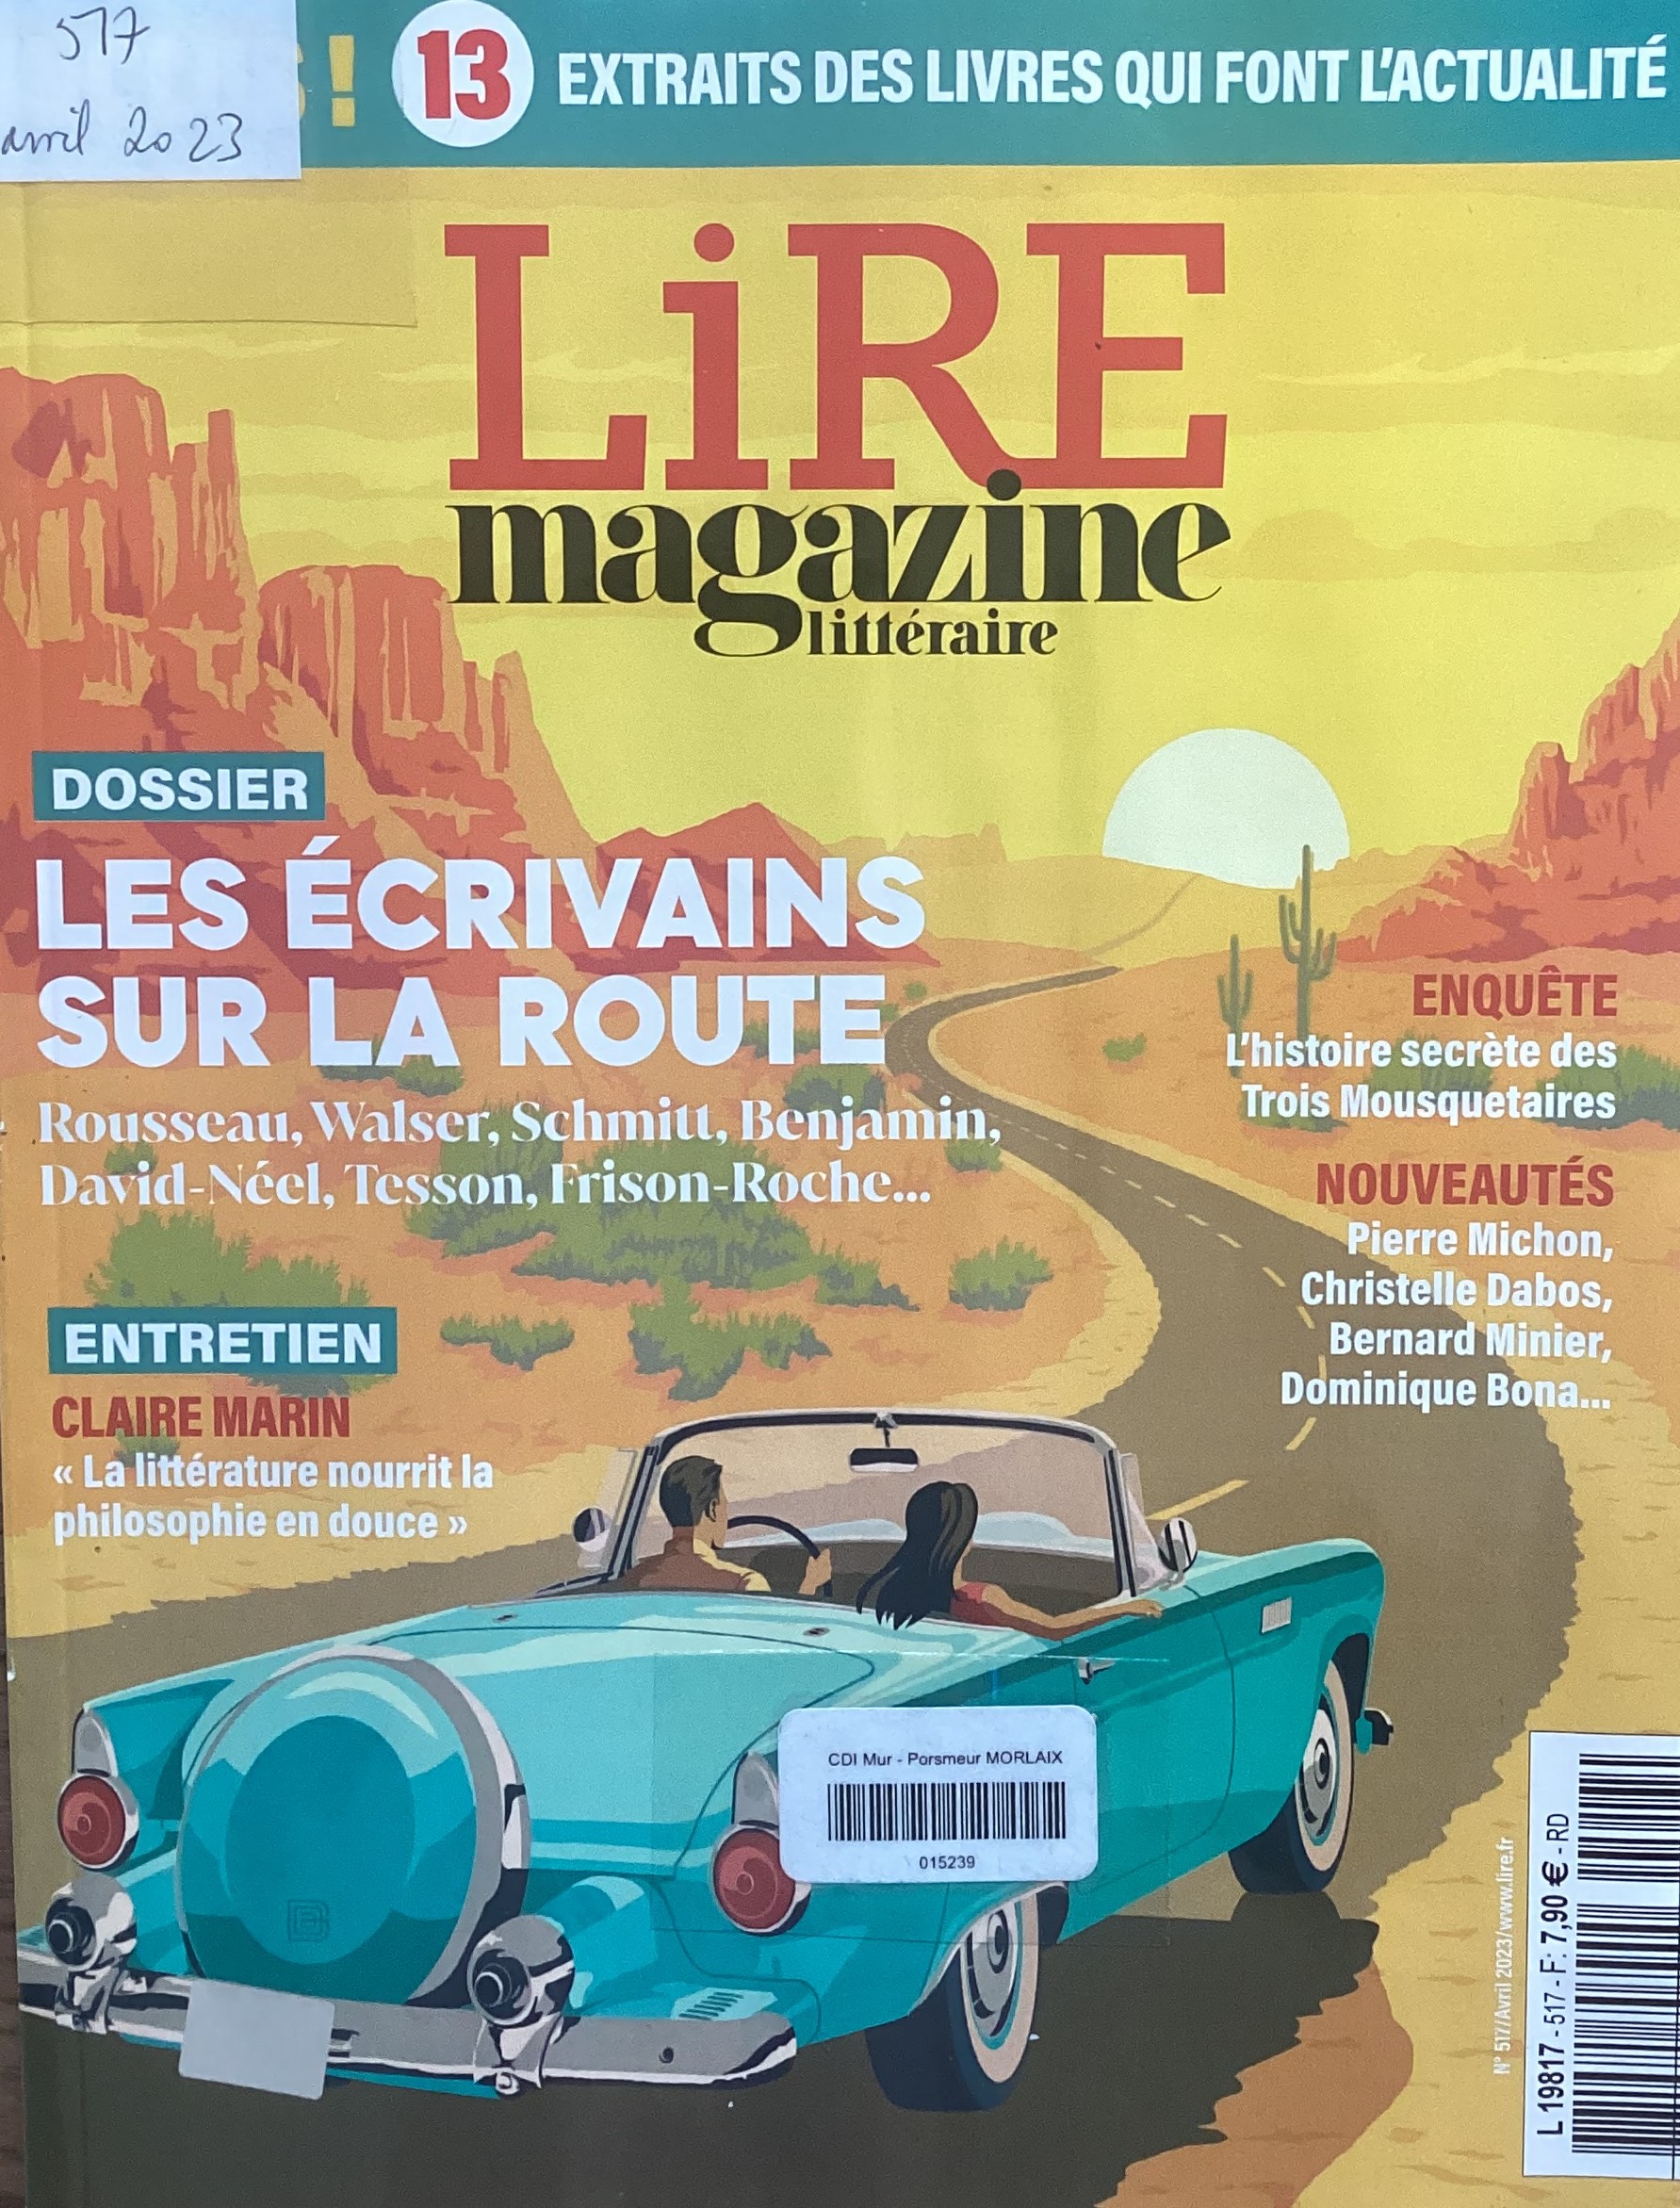 517
avril 2023
! 13 EXTRAITS DES LIVRES QUI FONT L'ACTUALITÉ
LiRE
magazine
littéraire
DOSSIER
LES ÉCRIVAINS
SUR LA ROUTE
Rousseau, Walser, Schmitt, Benjamin,
David-Néel, Tesson, Frison-Roche...
ENQUÊTE
L'histoire secrète des
Trois Mousquetaires
NOUVEAUTÉS
Pierre Michon,
Christelle Dabos,
Bernard Minier,
Dominique Bona...
ENTRETIEN
CLAIRE MARIN
« La littérature nourrit la
philosophie en douce »
CDI Mur - Porsmeur MORLAIX
015239
N° 517/Avril 2023/www.lire.fr
L 19817 - 517 - F: 7,90 € - RD